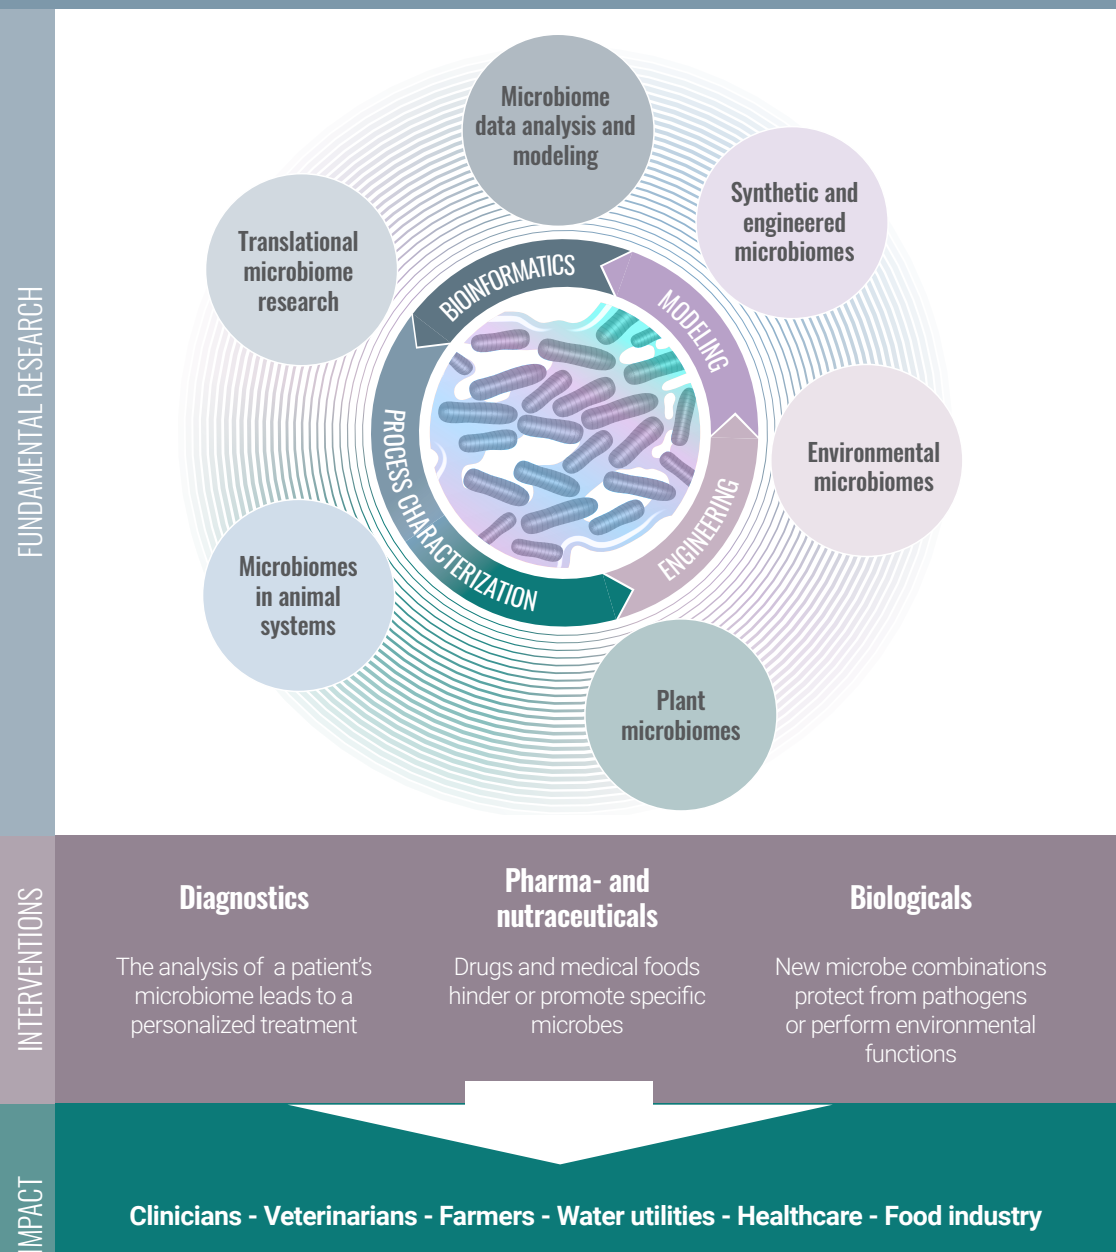 FUNDAMENTAL RESEARCH
Microbiome
data analysis and
modeling
Synthetic and
engineered
microbiomes
Translational
microbiome
research
BIOINFORMATICS
MODELING
Environmental
microbiomes
PROCESS CHARACTERIZATION
ENGINEERING
Microbiomes
in animal
systems
Plant
microbiomes
INTERVENTIONS
Diagnostics
The analysis of a patient's
microbiome leads to a
personalized treatment
Pharma- and
nutraceuticals
Drugs and medical foods
hinder or promote specific
microbes
Biologicals
New microbe combinations
protect from pathogens
or perform environmental
functions
IMPACT
Clinicians - Veterinarians - Farmers - Water utilities - Healthcare - Food industry